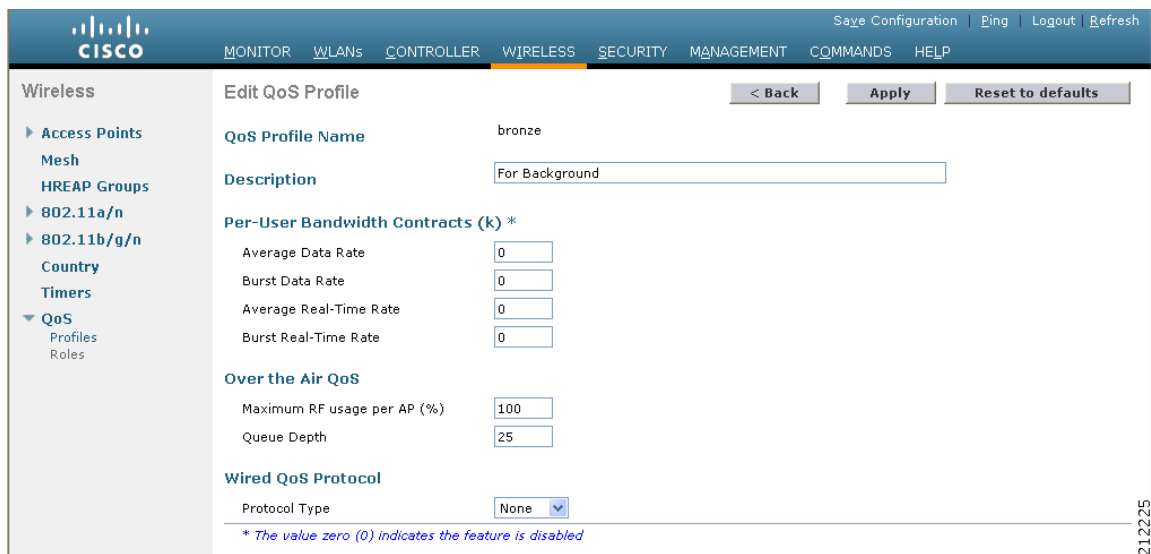 Save Configuration | Ping | Logout | Refresh
CISCO
MONITOR WLANs CONTROLLER WIRELESS SECURITY MANAGEMENT COMMANDS HELP
Wireless
Access Points
Mesh
HREAP Groups
802.11a/n
802.11b/g/n
Country
Timers
QoS
Profiles
Roles
Edit QoS Profile
< Back
Apply
Reset to defaults
QoS Profile Name bronze
Description For Background
Per-User Bandwidth Contracts (k) *
Average Data Rate 0
Burst Data Rate 0
Average Real-Time Rate 0
Burst Real-Time Rate 0
Over the Air QoS
Maximum RF usage per AP (%) 100
Queue Depth 25
Wired QoS Protocol
Protocol Type None
* The value zero (0) indicates the feature is disabled
212225